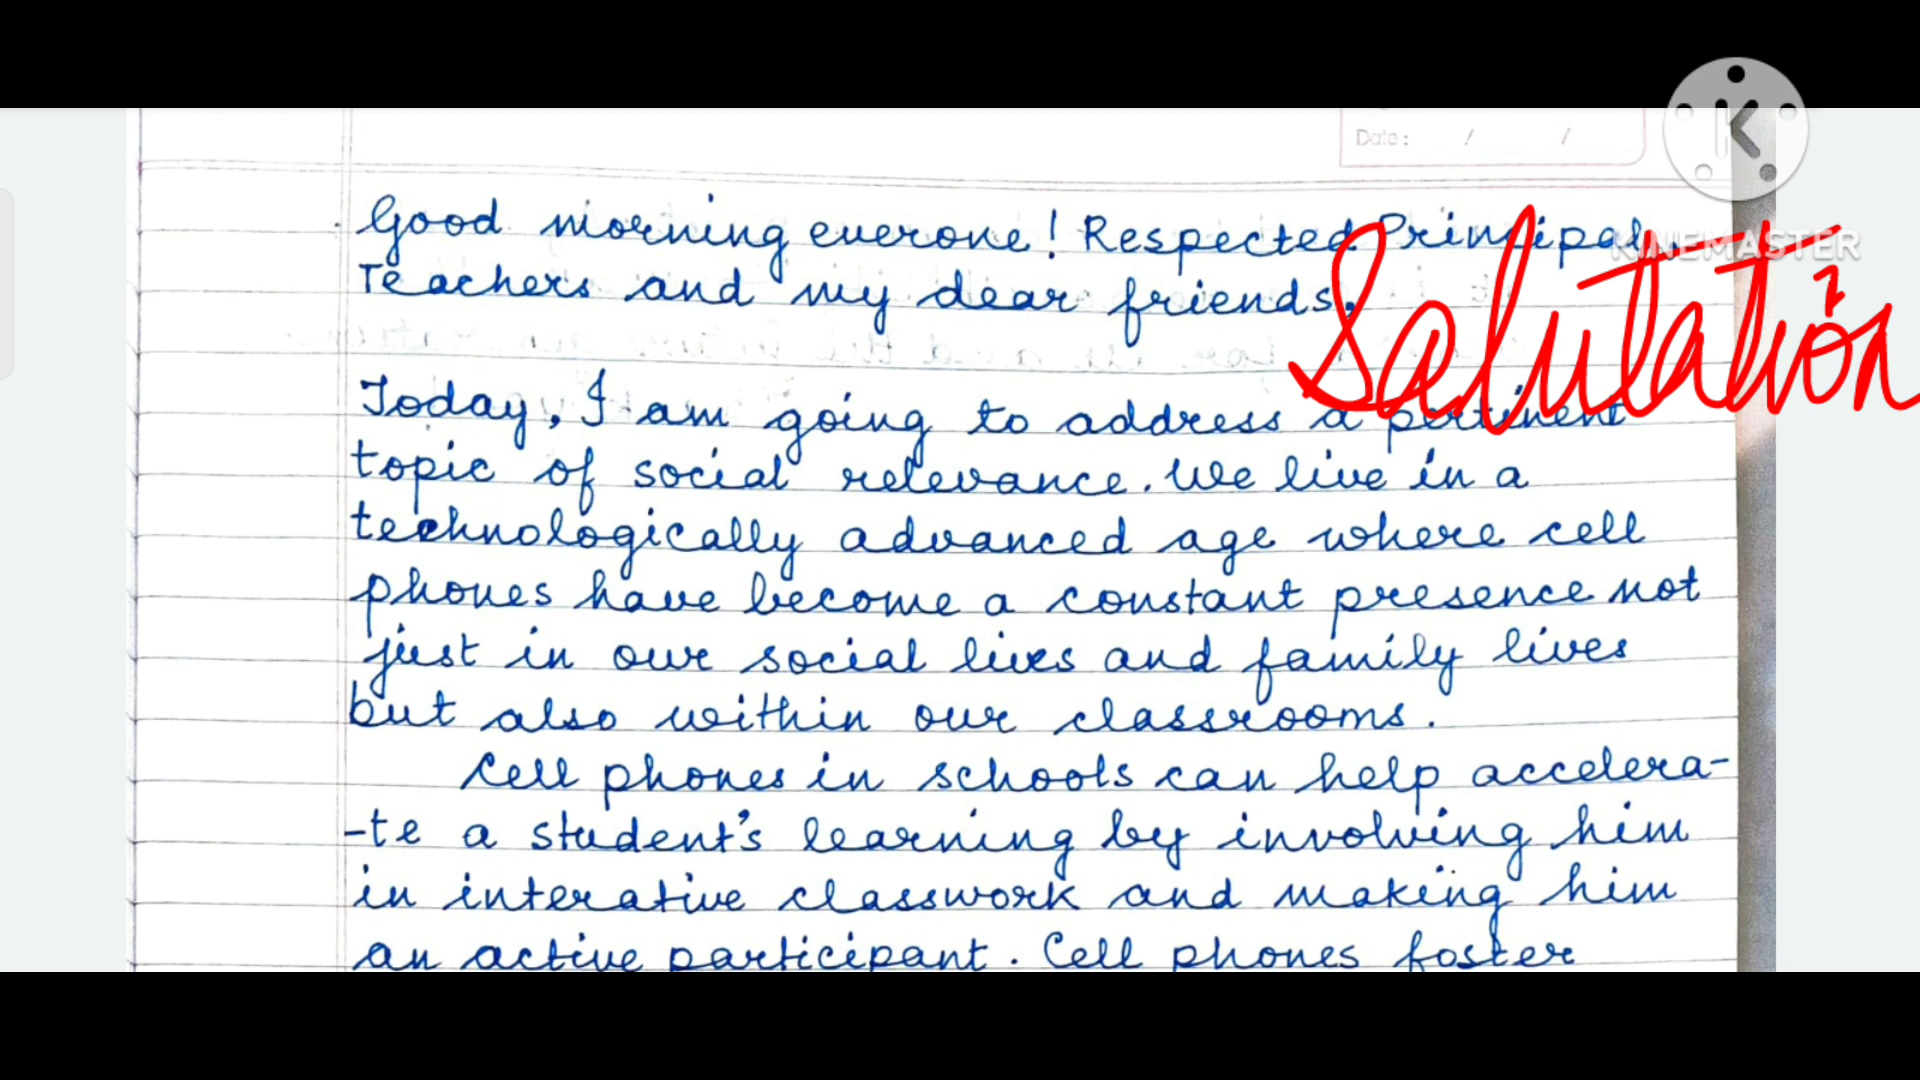 Date: / /
KINEMASTER
Good morning everone! Respected Principal,
Teachers and my dear friends,
Salutation
Today, I am going to address a pertinent
topic of social relevance. We live in a
technologically advanced age where cell
phones have become a constant presence not
just in our social lives and family lives
but also within our classrooms.
Cell phones in schools can help accelera-
-te a student's learning by involving him
in interative classwork and making him
an active participant. Cell phones foster